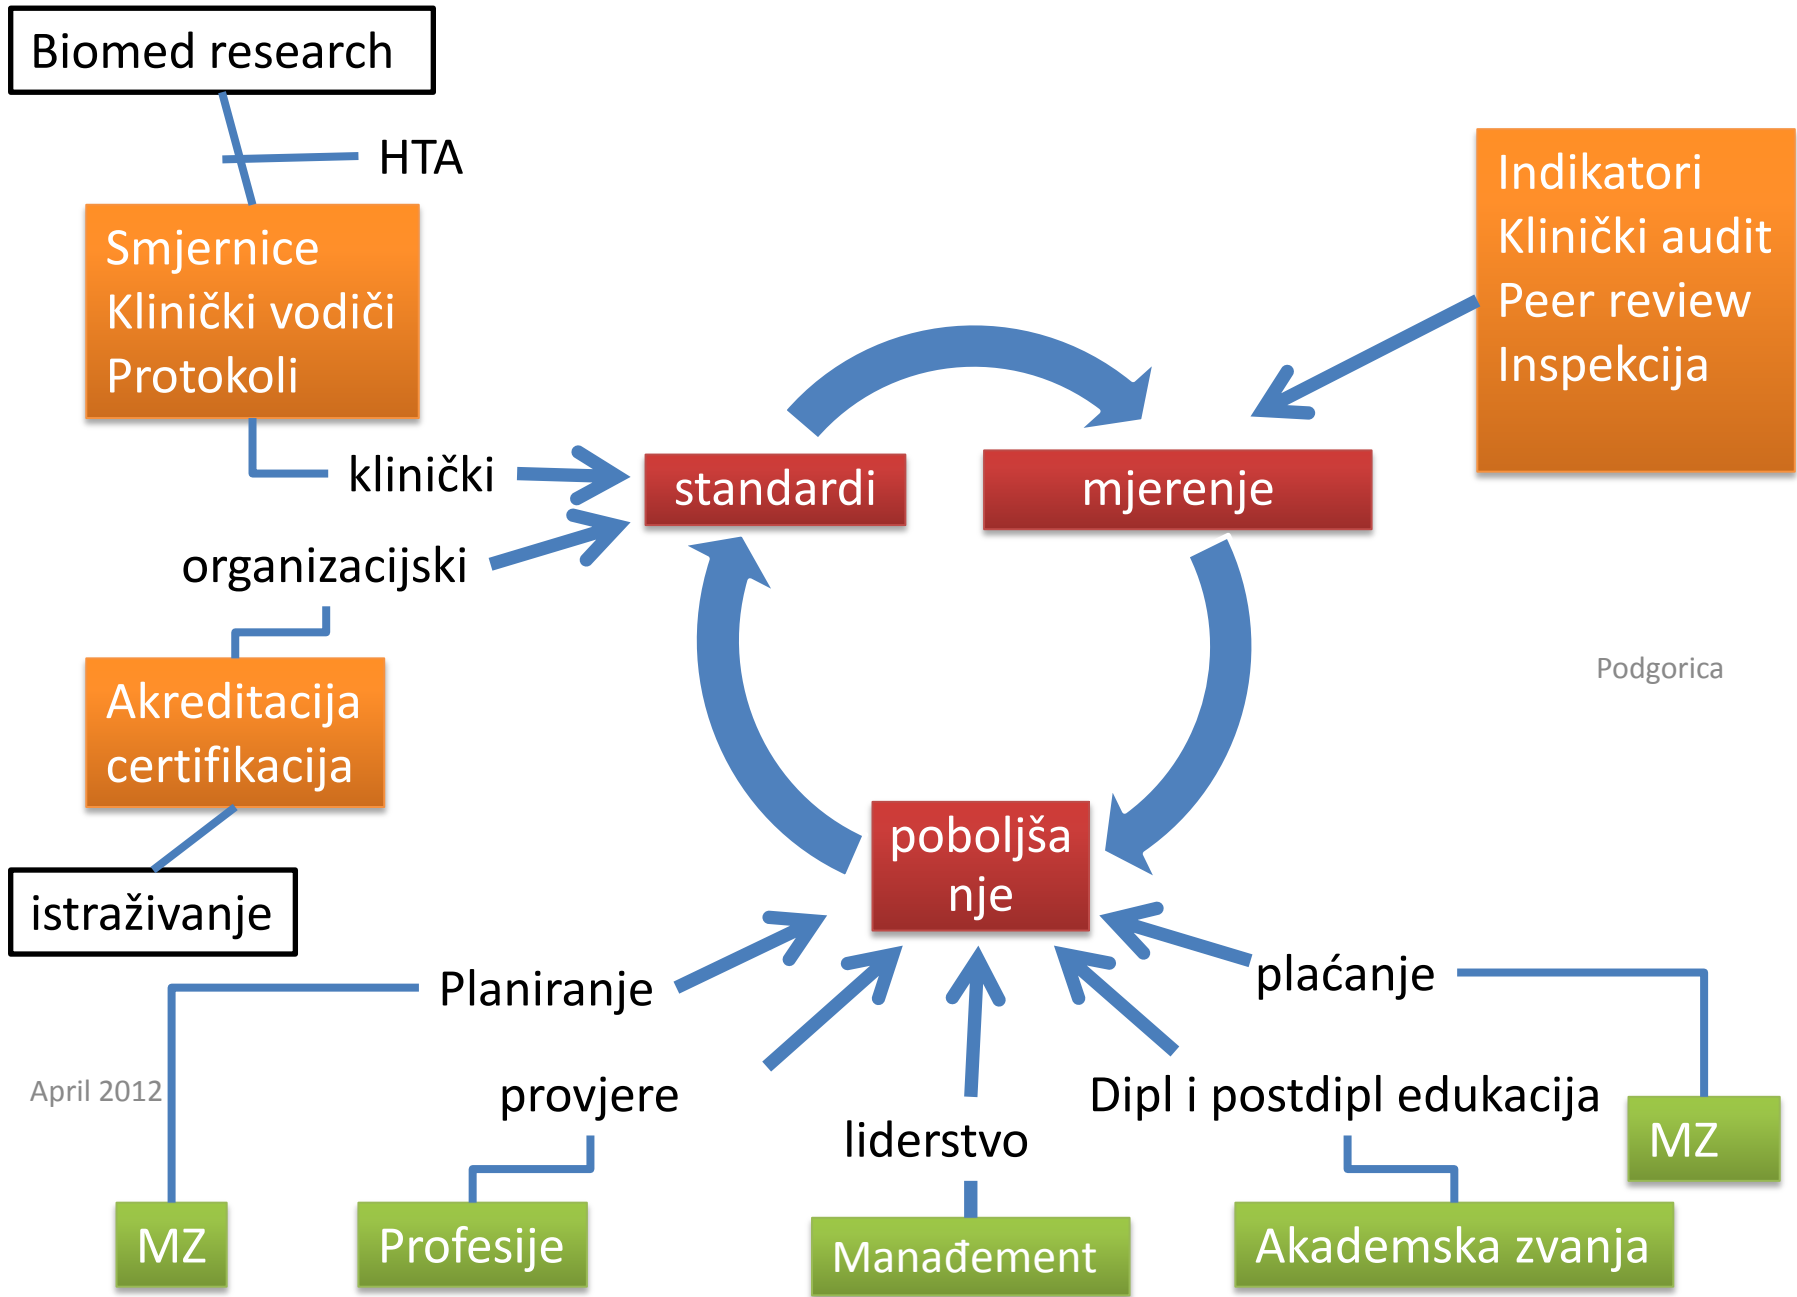 Biomed research
HTA
Indikatori
Klinički audit
Peer review
Inspekcija
Smjernice
Klinički vodiči
Protokoli
klinički
standardi
mjerenje
organizacijski
Podgorica
Akreditacija
certifikacija
poboljša
nje
istraživanje
Planiranje
plaćanje
April 2012
provjere
Dipl i postdipl edukacija
liderstvo
MZ
MZ
Profesije
Manađement
Akademska zvanja